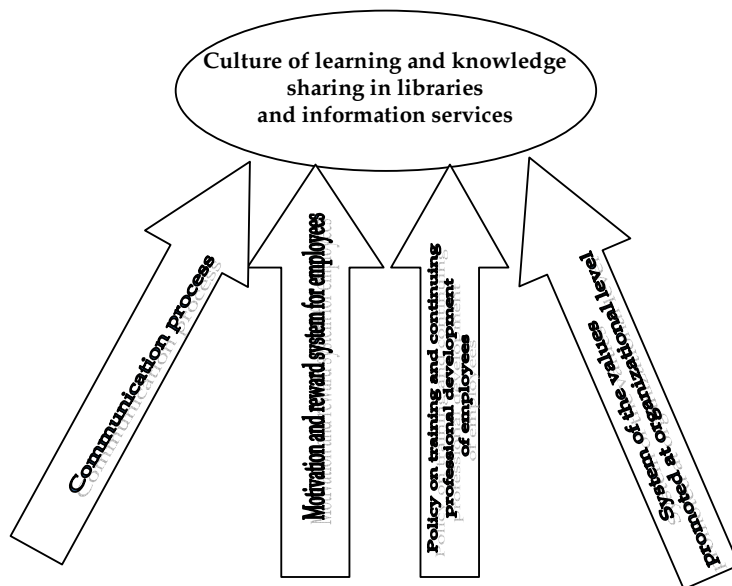 Culture of learning and knowledge
sharing in libraries
and information services
Communication process
Motivation and reward system for employees
Policy on training and continuing
professional development
of employees
System of the values
Promoted at organizational level